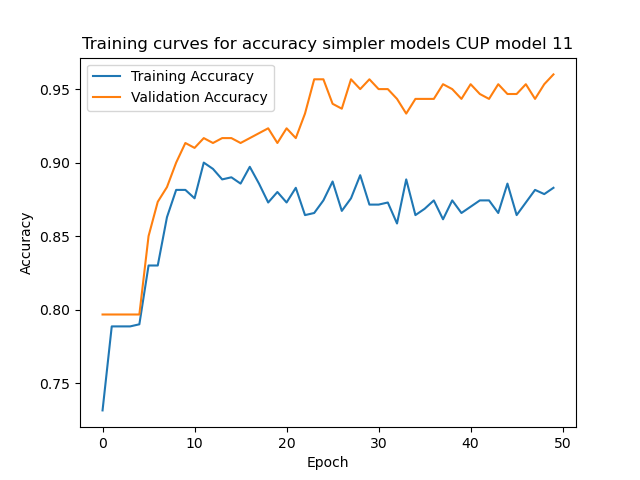 Training curves for accuracy simpler models CUP model 11
Training Accuracy
Validation Accuracy
Accuracy
0.95
0.90
0.85
0.80
0.75
0 10 20 30 40 50
Epoch